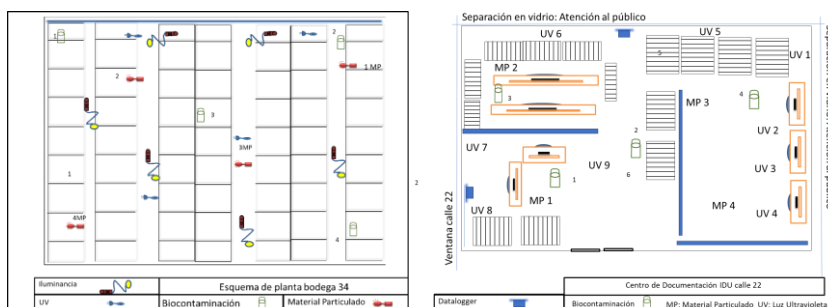 1
2
1 MP
2
3
3MP
1
4MP
4
2
Iluminancia
Esquema de planta bodega 34
UV
Biocontaminación
Material Particulado
Separación en vidrio: Atención al público
UV 6
UV 5
UV 1
5
MP 2
3
MP 3
4
UV 2
2
UV 7
UV 9
UV 3
1
6
MP 1
MP 4
UV 4
UV 8
Ventana calle 22
Centro de Documentación IDU calle 22
Datalogger
Biocontaminación
MP: Material Particulado UV: Luz Ultravioleta